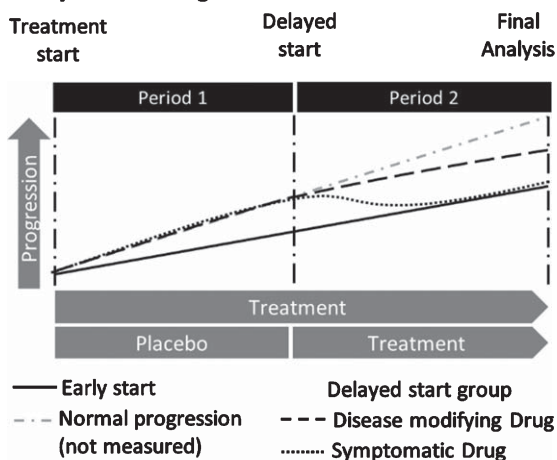 Treatment
start
Delayed
start
Final
Analysis
Period 1
Period 2
Progression
Treatment
Placebo
Treatment
Early start
Normal progression
(not measured)
Delayed start group
Disease modifying Drug
Symptomatic Drug